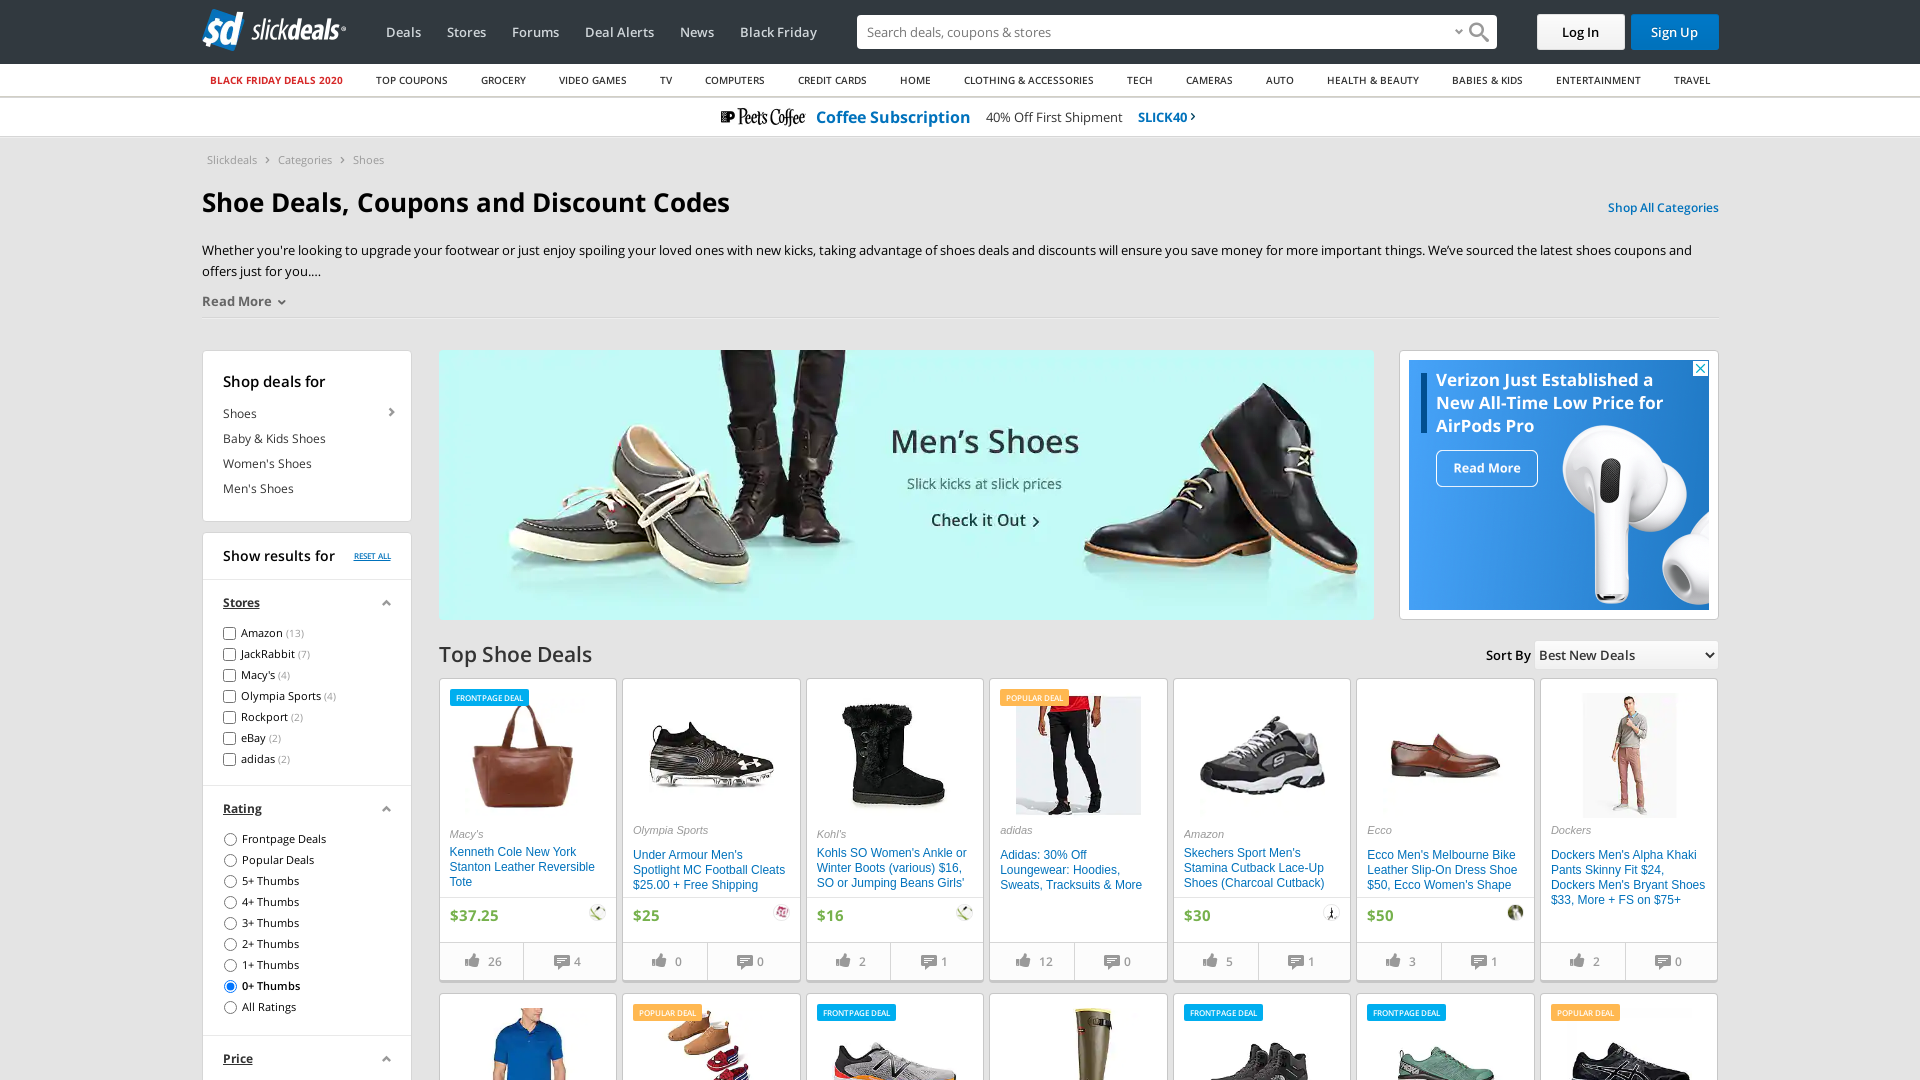 slickdeals
Deals
Stores
Forums
Deal Alerts
News
Black Friday
Search deals, coupons & stores
Log In
Sign Up
BLACK FRIDAY DEALS 2020
TOP COUPONS
GROCERY
VIDEO GAMES
TV
COMPUTERS
CREDIT CARDS
HOME
CLOTHING & ACCESSORIES
TECH
CAMERAS
AUTO
HEALTH & BEAUTY
BABIES & KIDS
ENTERTAINMENT
TRAVEL
Peet's Coffee Coffee Subscription 40% Off First Shipment SLICK40
Slickdeals > Categories > Shoes
Shoe Deals, Coupons and Discount Codes
Shop All Categories
Whether you're looking to upgrade your footwear or just enjoy spoiling your loved ones with new kicks, taking advantage of shoes deals and discounts will ensure you save money for more important things. We’ve sourced the latest shoes coupons and
offers just for you....
Read More
Shop deals for
Shoes
Baby & Kids Shoes
Women's Shoes
Men's Shoes
Show results for
RESET ALL
Stores
Amazon (13)
JackRabbit (7)
Macy's (4)
Olympia Sports (4)
Rockport (2)
eBay (2)
adidas (2)
Rating
Frontpage Deals
Popular Deals
5+ Thumbs
4+ Thumbs
3+ Thumbs
2+ Thumbs
1+ Thumbs
0+ Thumbs
All Ratings
Price
Men’s Shoes
Slick kicks at slick prices
Check it Out >
Verizon Just Established a
New All-Time Low Price for
AirPods Pro
Read More
Top Shoe Deals
Sort By
Best New Deals
FRONTPAGE DEAL
Macy's
Kenneth Cole New York
Stanton Leather Reversible
Tote
$37.25
26
4
Olympia Sports
Under Armour Men's
Spotlight MC Football Cleats
$25.00 + Free Shipping
$25
0
0
Kohl's
Kohls SO Women's Ankle or
Winter Boots (various) $16,
SO or Jumping Beans Girls'
$16
2
1
POPULAR DEAL
adidas
Adidas: 30% Off
Loungewear: Hoodies,
Sweats, Tracksuits & More
12
0
Amazon
Skechers Sport Men's
Stamina Cutback Lace-Up
Shoes (Charcoal Cutback)
$30
5
1
Ecco
Ecco Men's Melbourne Bike
Leather Slip-On Dress Shoe
$50, Ecco Women's Shape
$50
3
1
Dockers
Dockers Men's Alpha Khaki
Pants Skinny Fit $24,
Dockers Men's Bryant Shoes
$33, More + FS on $75+
2
0
POPULAR DEAL
FRONTPAGE DEAL
FRONTPAGE DEAL
FRONTPAGE DEAL
POPULAR DEAL